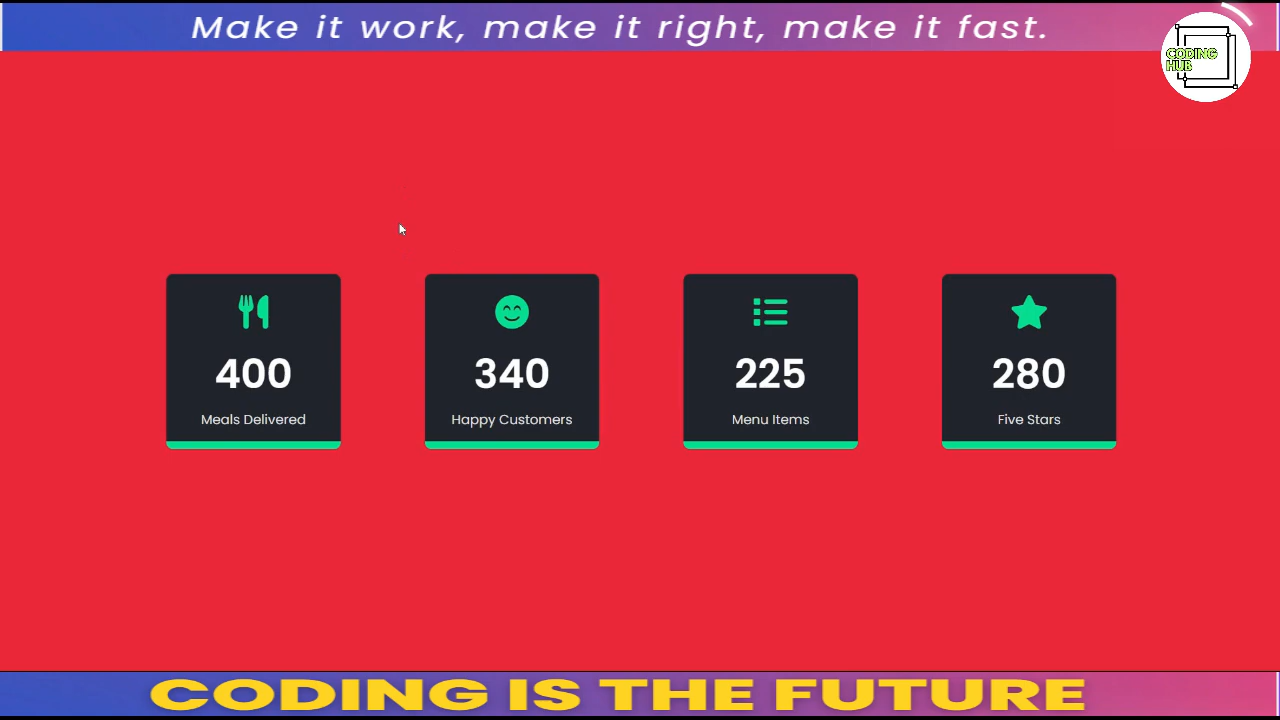 Make it work, make it right, make it fast.
CODING
HUB
400
Meals Delivered
340
Happy Customers
225
Menu Items
280
Five Stars
CODING IS THE FUTURE